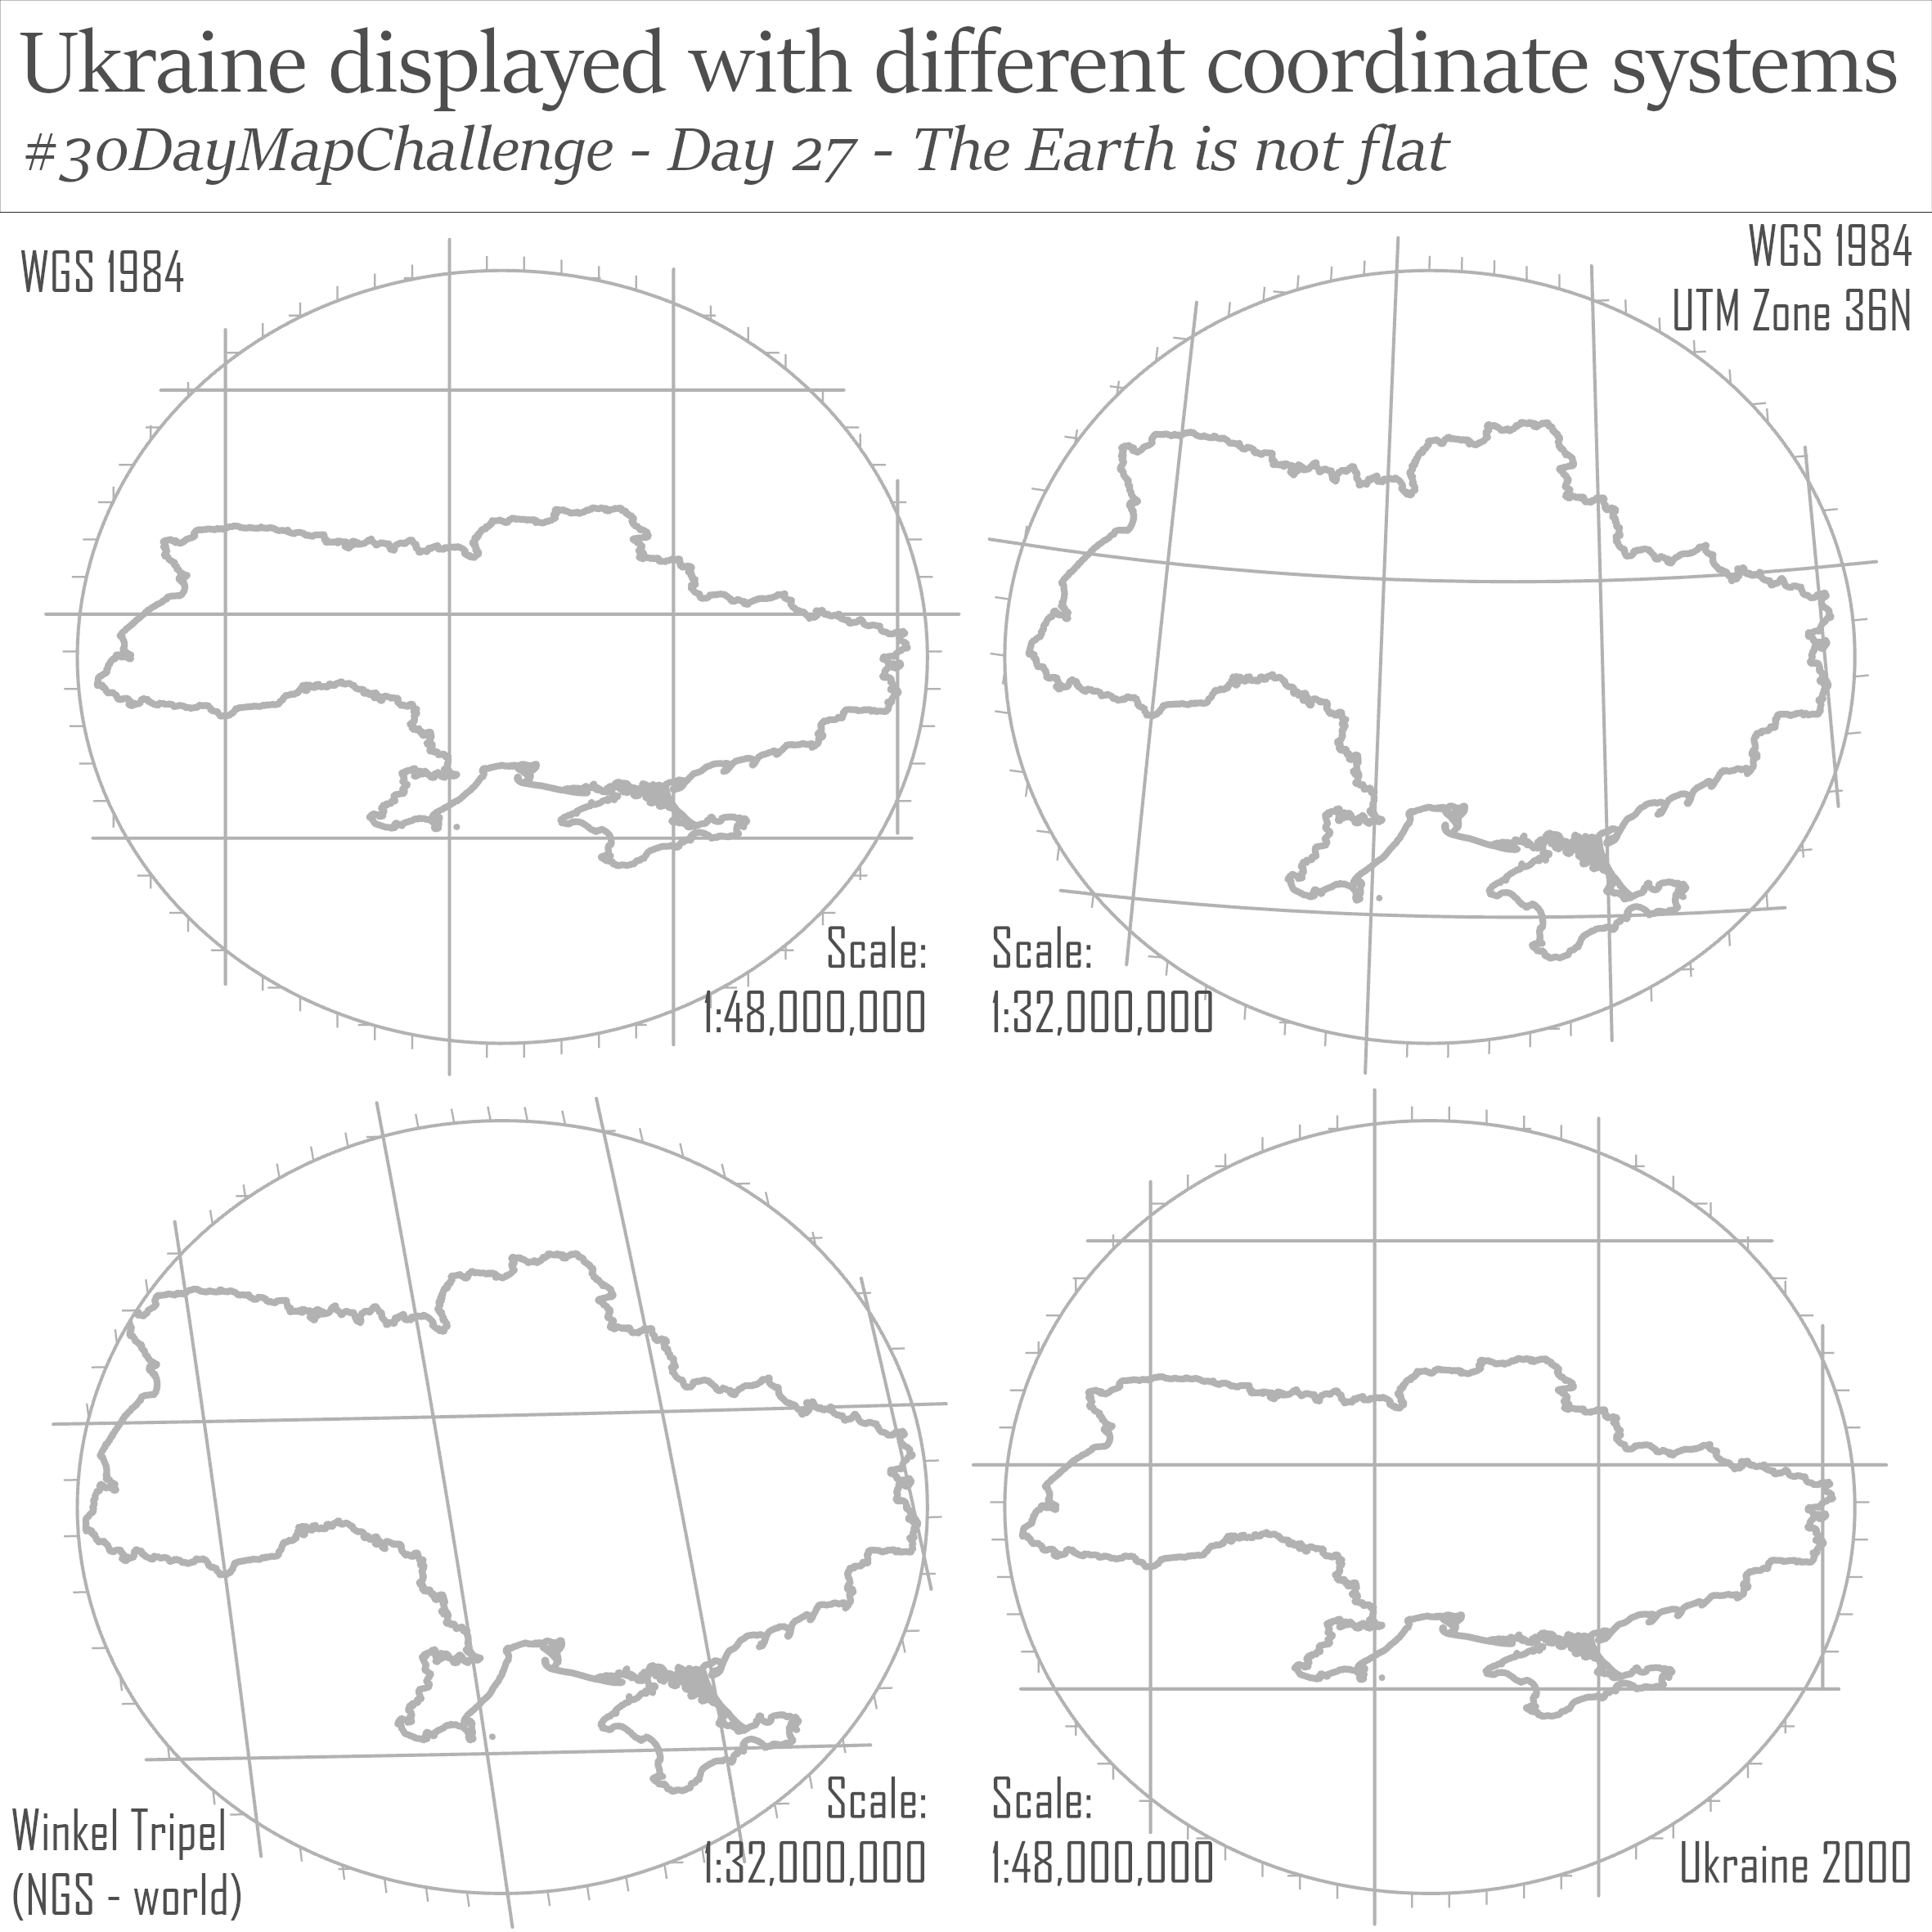 Ukraine displayed with different coordinate systems
#30DayMapChallenge - Day 27 - The Earth is not flat
WGS 1984
Scale:
1:48,000,000
WGS 1984
UTM Zone 36N
Scale:
1:32,000,000
Winkel Tripel
(NGS - world)
Scale:
1:32,000,000
Scale:
1:48,000,000
Ukraine 2000